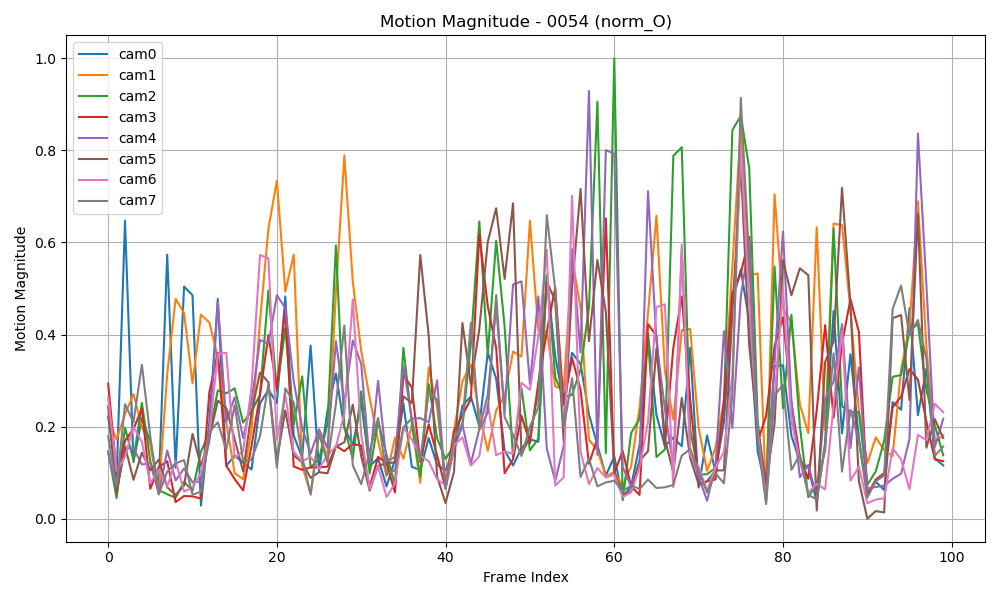 Motion Magnitude - 0054 (norm_O)
cam0
cam1
cam2
cam3
cam4
cam5
cam6
cam7
Motion Magnitude
1.0
0.8
0.6
0.4
0.2
0.0
0
20
40
60
80
100
Frame Index